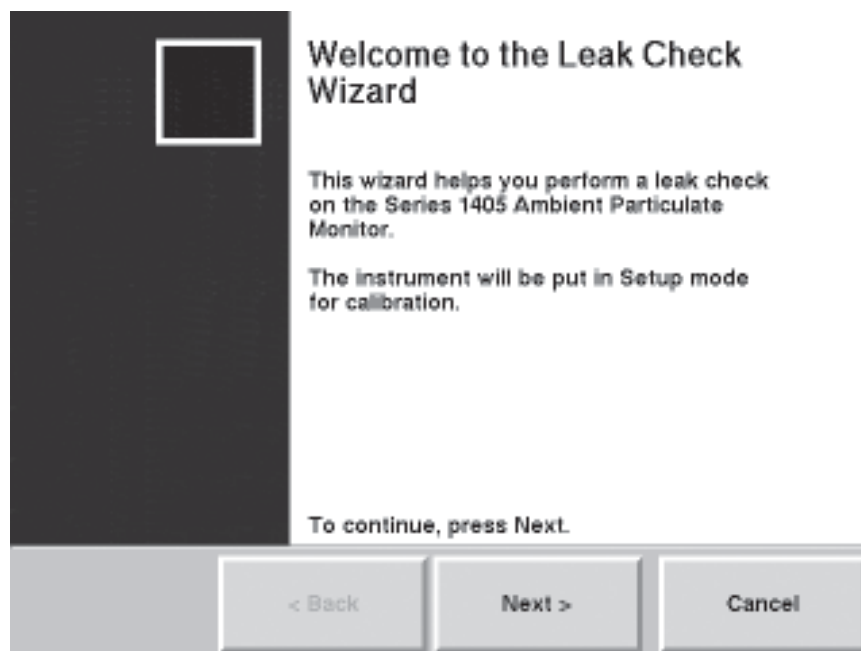 Welcome to the Leak Check
Wizard
This wizard helps you perform a leak check
on the Series 1405 Ambient Particulate
Monitor.
The instrument will be put in Setup mode
for calibration.
To continue, press Next.
< Back
Next >
Cancel